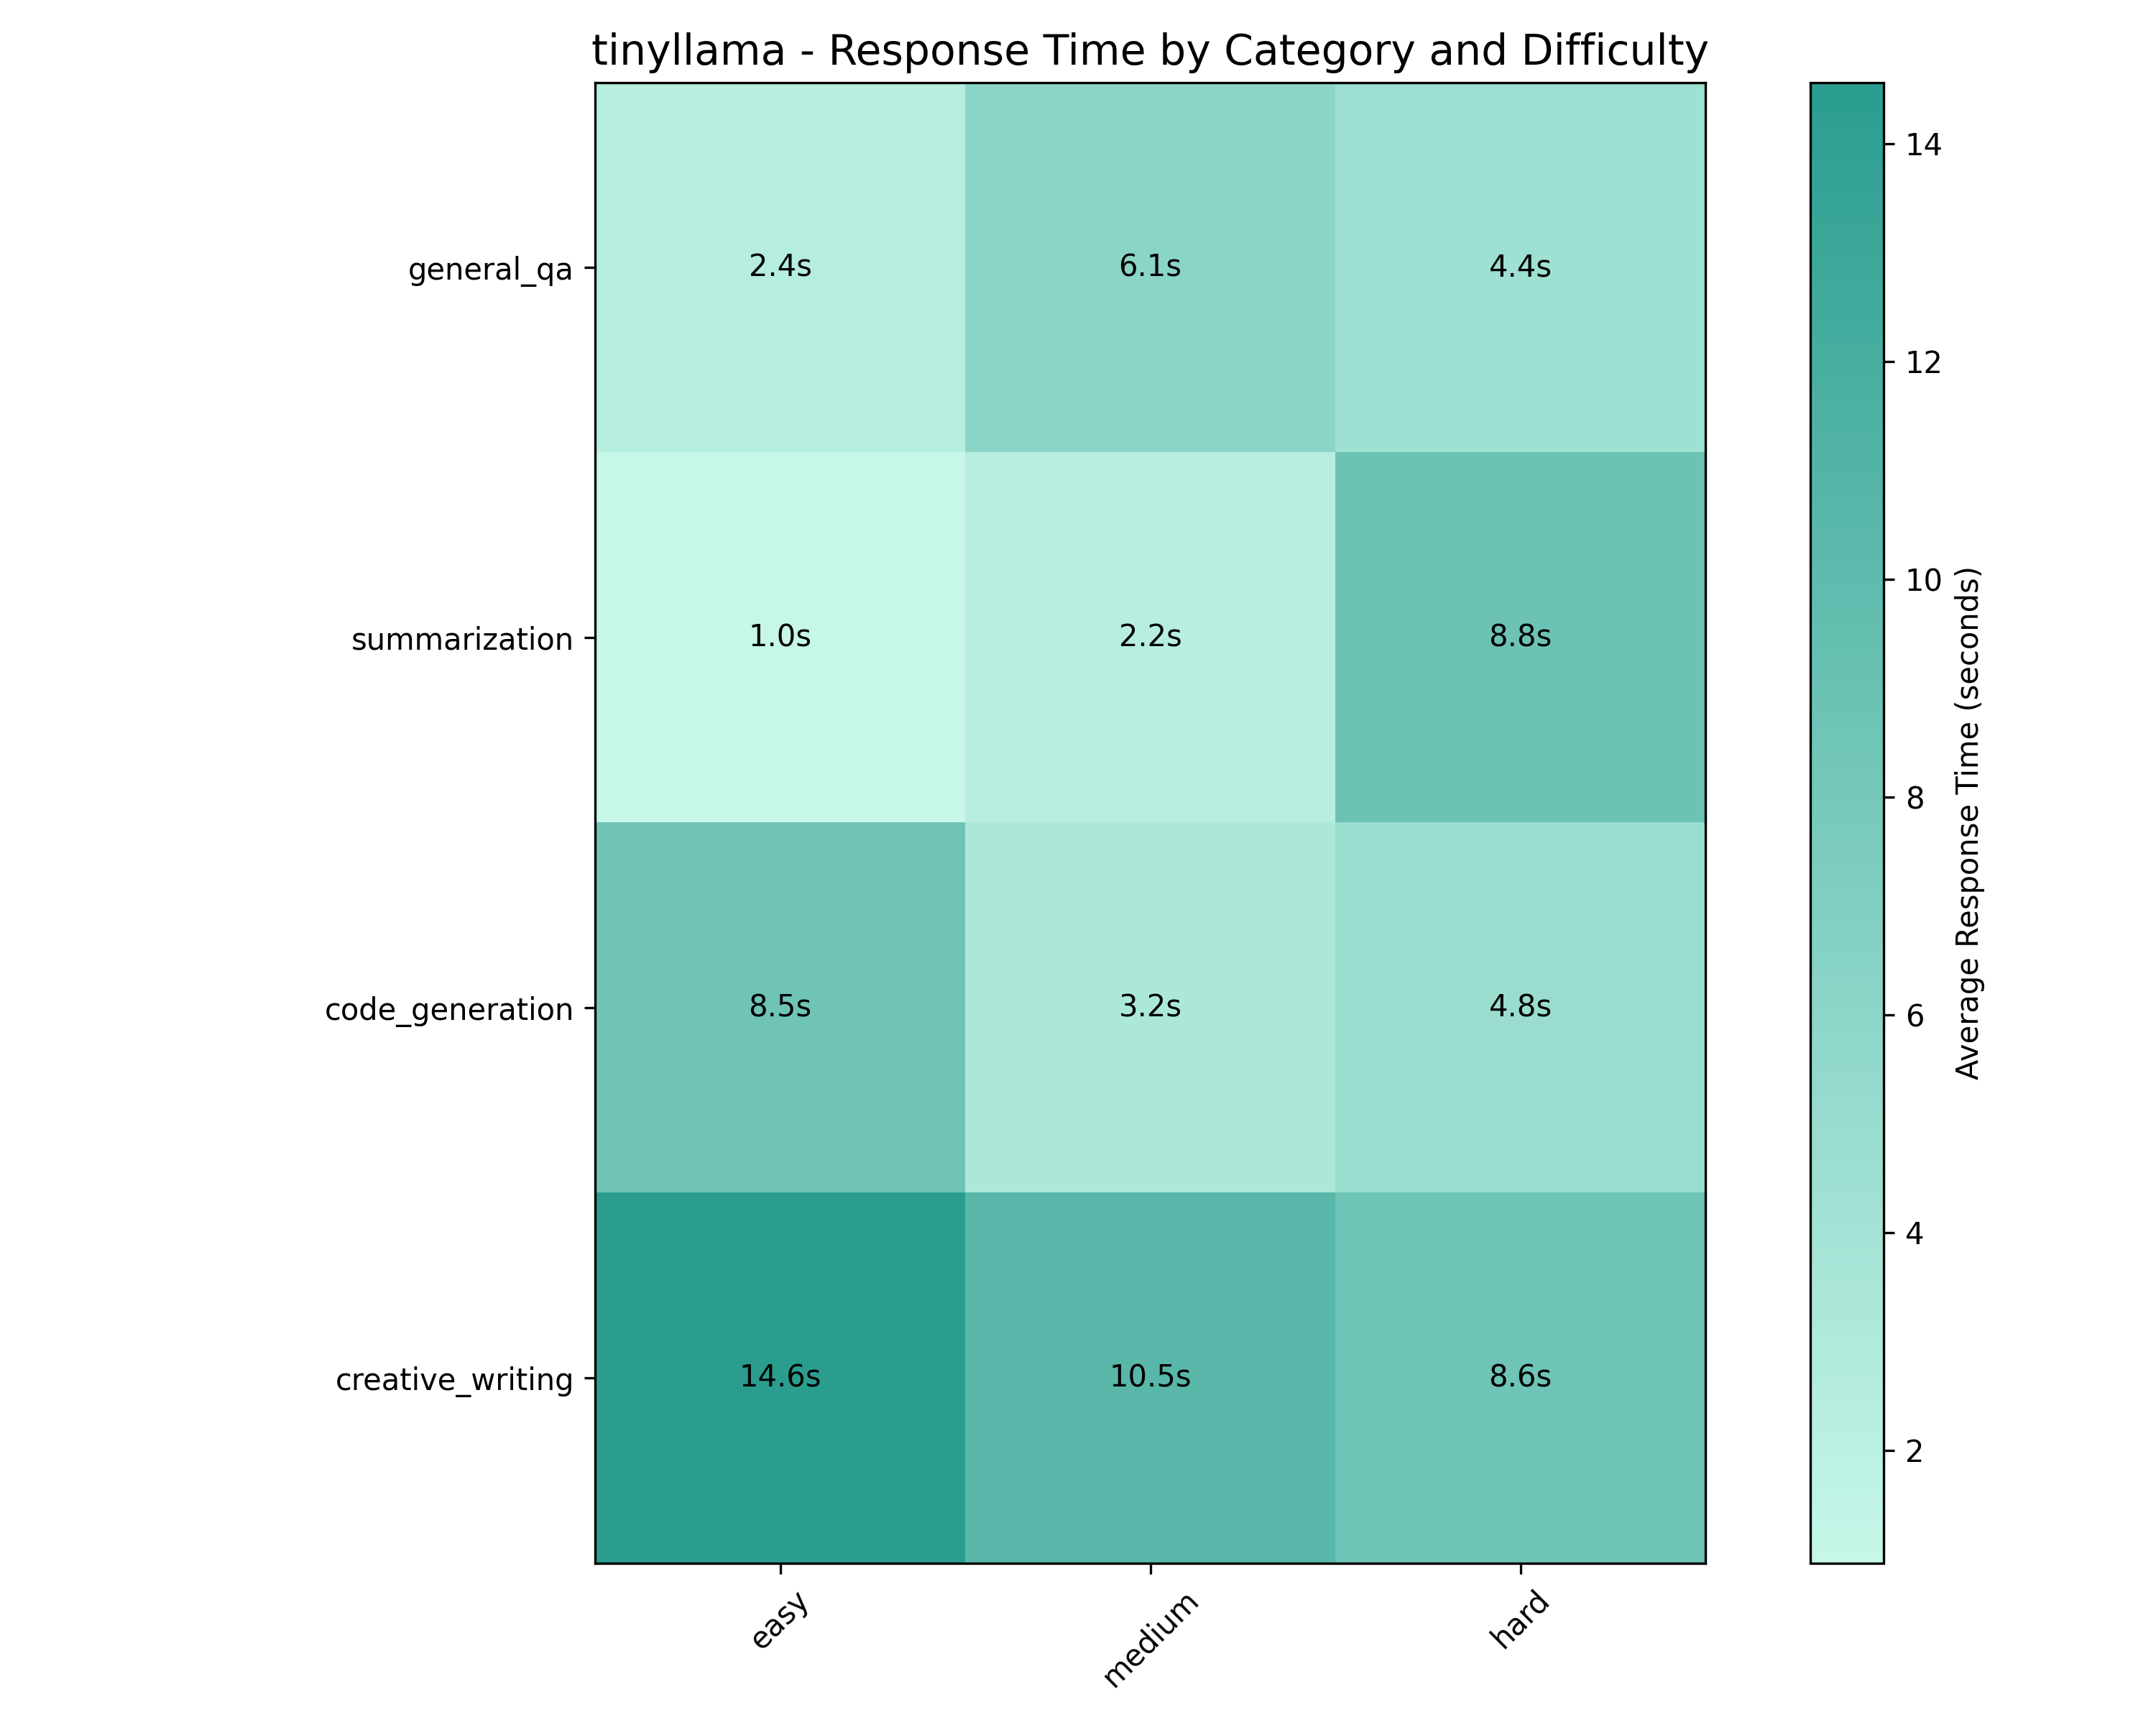 tinyllama - Response Time by Category and Difficulty
general_qa
2.4s 6.1s 4.4s
summarization
1.0s 2.2s 8.8s
code_generation
8.5s 3.2s 4.8s
creative_writing
14.6s 10.5s 8.6s
easy
medium
hard
14
12
10
8
6
4
2
Average Response Time (seconds)